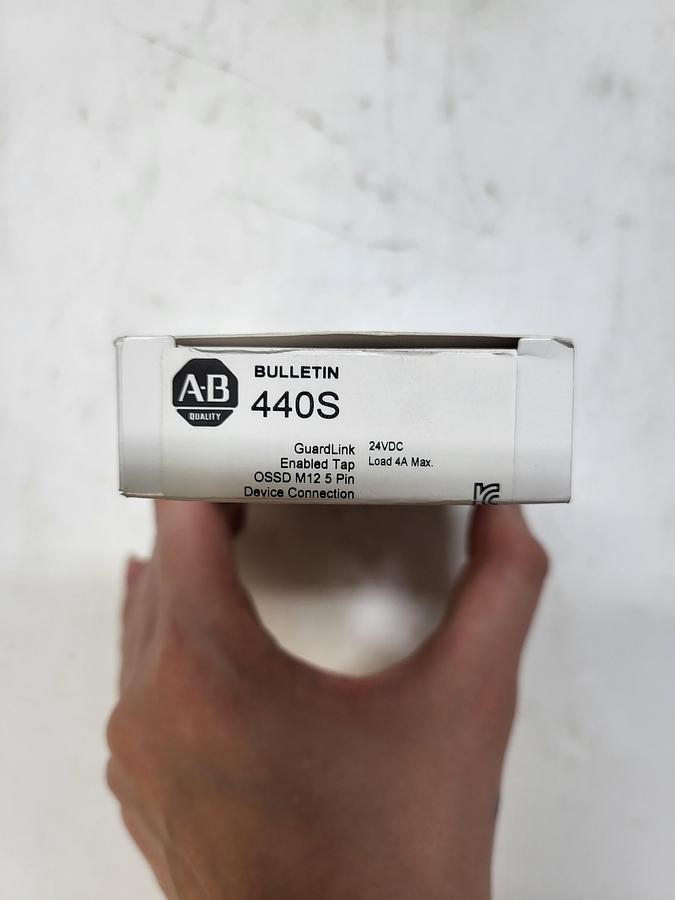 A-B
QUALITY
BULLETIN
440S
GuardLink
Enabled Tap
OSSD M12 5 Pin
Device Connection
24VDC
Load 4A Max.